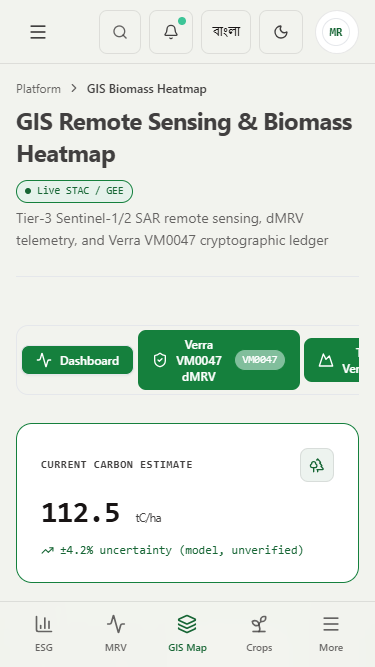 বাংলা
MR
Platform > GIS Biomass Heatmap
GIS Remote Sensing & Biomass
Heatmap
Live STAC / GEE
Tier-3 Sentinel-1/2 SAR remote sensing, dMRV
telemetry, and Verra VM0047 cryptographic ledger
Dashboard
Verra
VM0047
dMRV
VM0047
CURRENT CARBON ESTIMATE
112.5 tC/ha
±4.2% uncertainty (model, unverified)
ESG
MRV
GIS Map
Crops
More